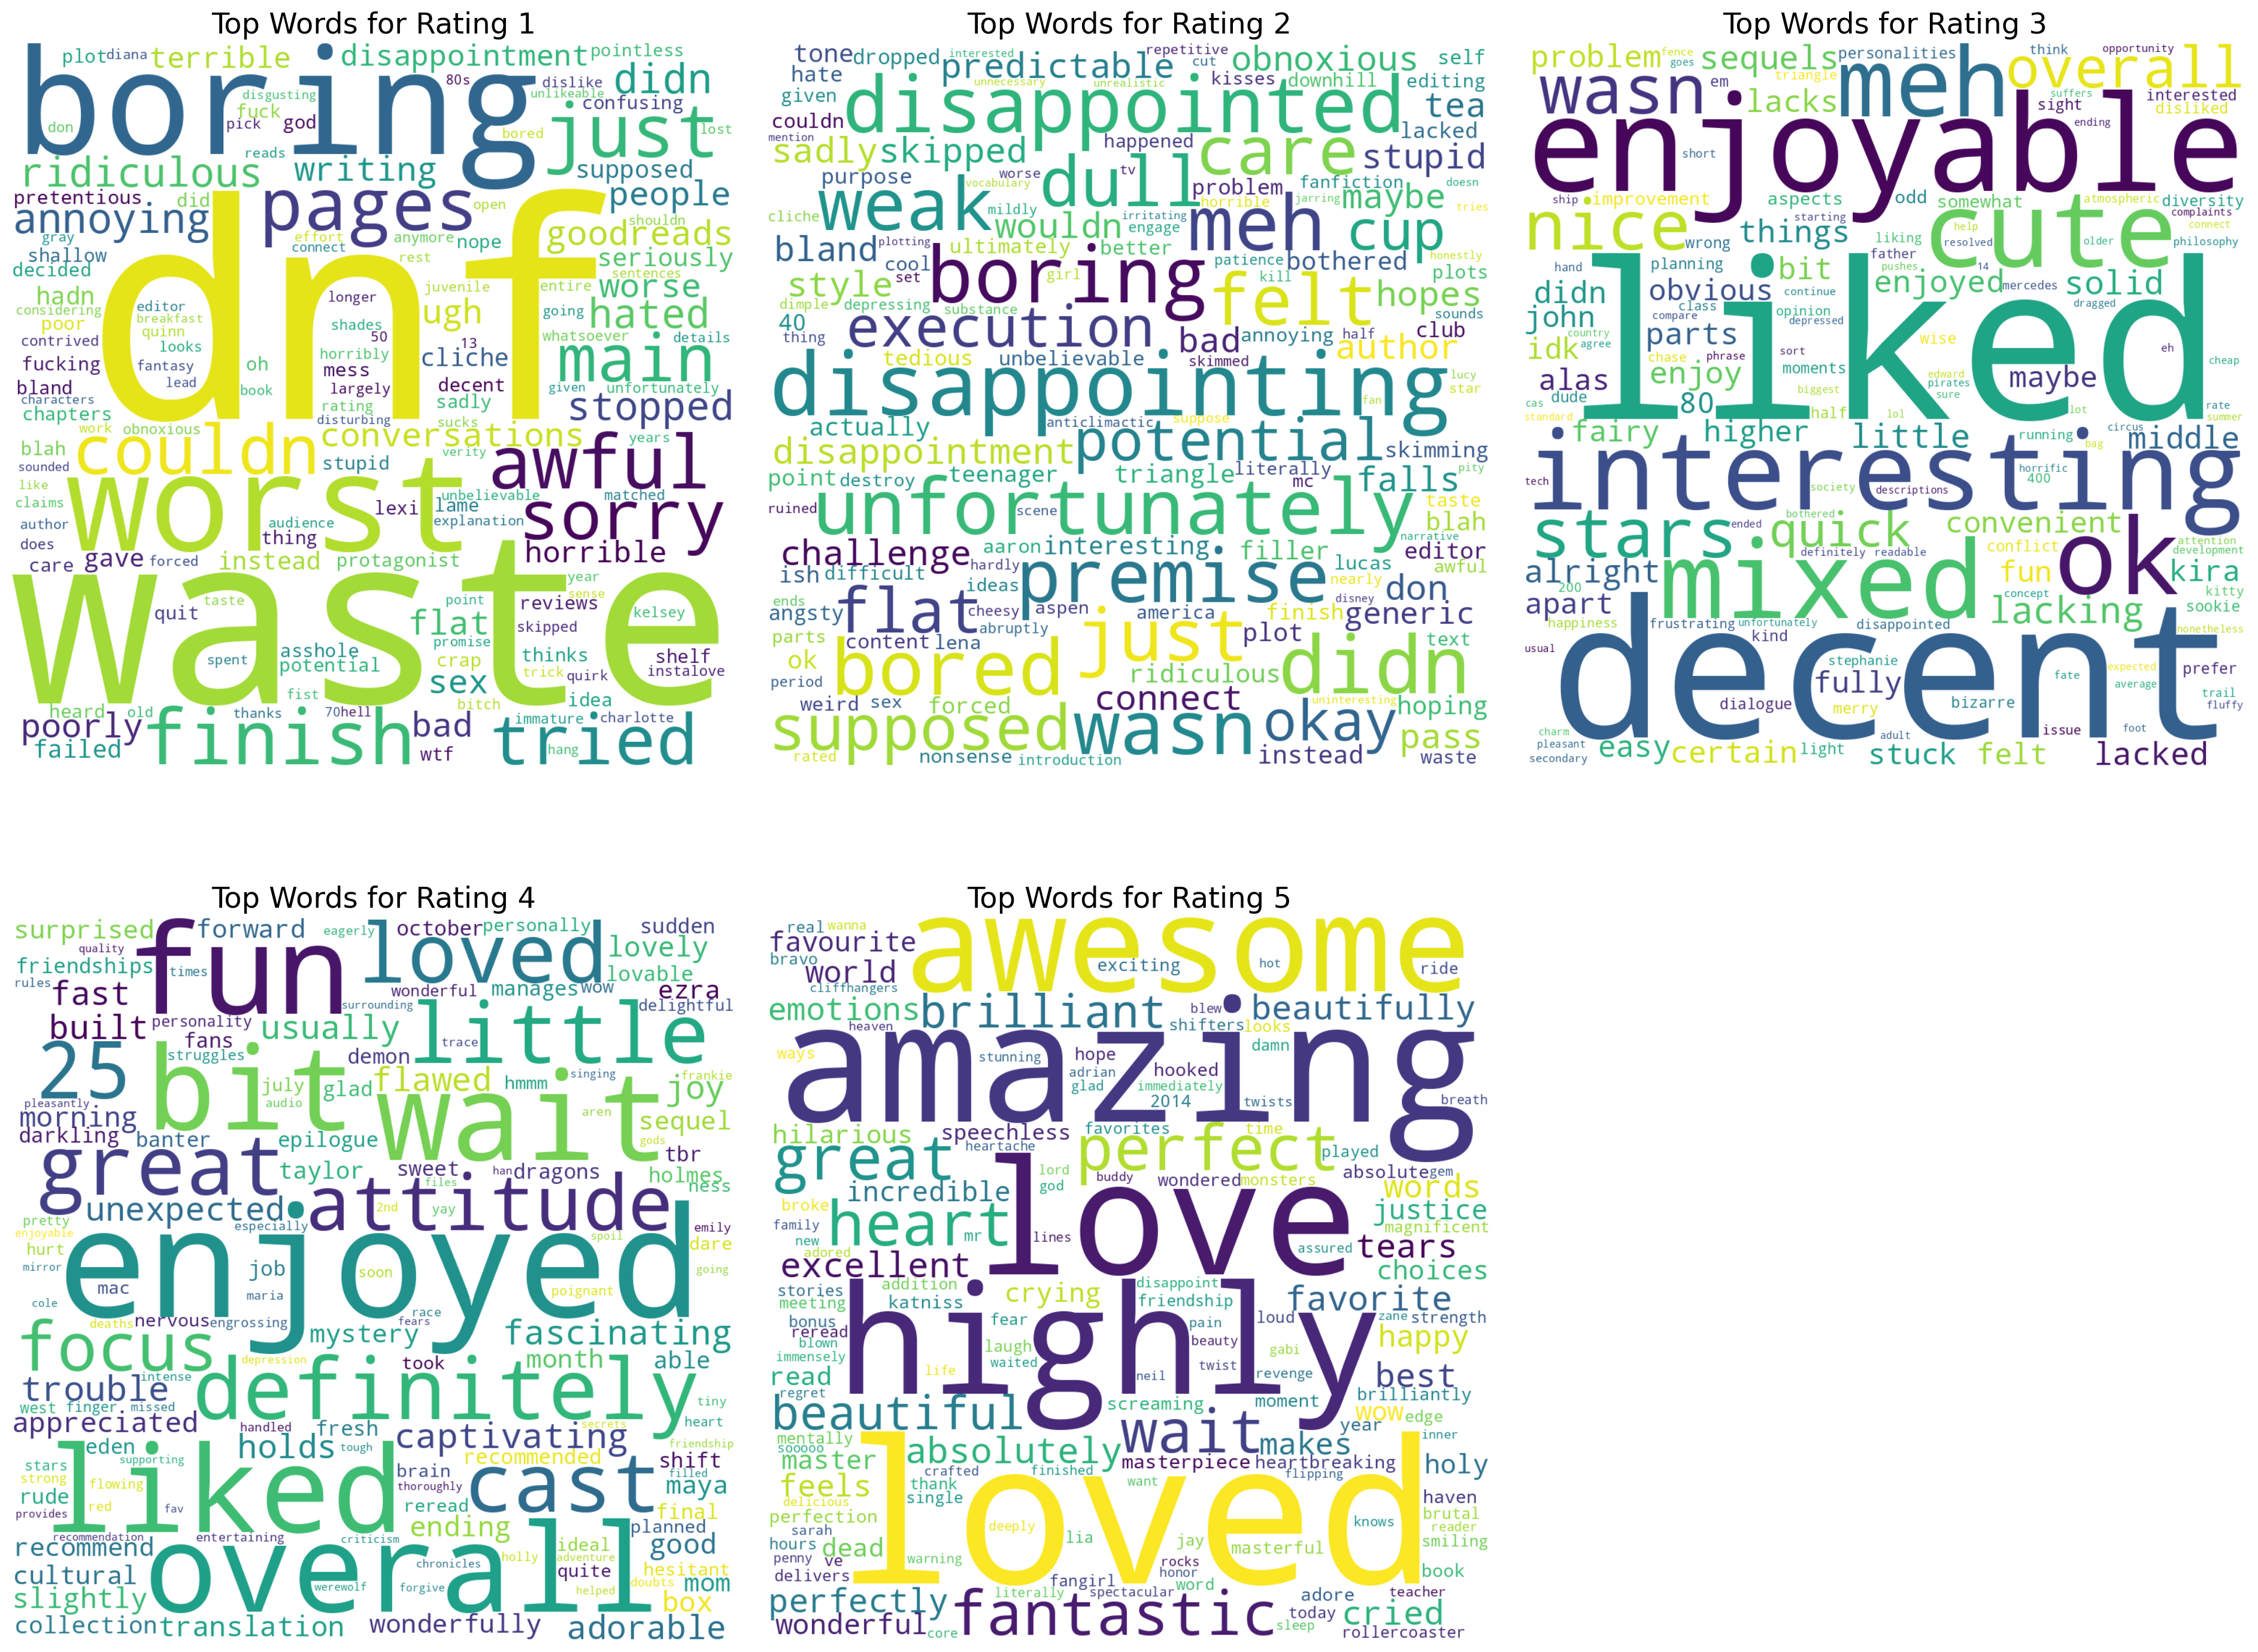 Top Words for Rating 1
plot diana terrible disappointment pointless
boring 80s dislike didn
disgusting unlikeable confusing
fuck pick god bored just lost
don reads
ridiculous writing supposed
pretentious did pages people
annoying open shouldn
gray effort anymore nope goodreads
shallow connect rest seriously
decided dnf sentences
hadn editor longer juvenile entire worse
considering breakfast ugh going hated
poor quinn shades whatsoever details
contrived looks 50 13
fucking fantasy oh horribly cliche main
bland lead mess decent given unfortunately
characters book largely sadly
chapters rating stopped
work obnoxious disturbing sucks
blah couldn conversations years
sounded stupid verity awful
like worst unbelievable matched
claims lexi lame
author audience explanation sorry
does thing horrible
care gave forced instead protagonist
waste year
taste point reviews sense
quit flat skipped kelsey
promise
spent asshole crap thinks shelf
potential sex trick quirk instalove
fist bitch idea
heard old thanks 70 hell immature charlotte
poorly finish bad tried
failed wtf hang
Top Words for Rating 2
tone dropped interested repetitive obnoxious self
hate predictable cut kisses downhill editing
given unnecessary unrealistic
disappointed tea
couldn lacked
mention happened
sadly skipped dull care stupid
purpose worse tv problem fanfiction doesn
vocabulary horrible jarring maybe
cliche weak mildly wouldn irritating meh cup tries
engage
bland plotting ultimately better patience bothered honestly
cool boring kill plots
style set girl felt hopes
dimple depressing substance sounds
40 execution bad annoying half club
thing skimmed author
tedious unbelievable
disappointing lucy
star
fan
actually anticlimactic suppose
disappointment potential skimming
point destroy teenager triangle literally falls pity
mc taste
ruined unfortunately scene blah
narrative
challenge aaron interesting filler editor
ish difficult hardly lucas awful
ideas premise nearly don
ends flat cheesy aspen america disney
angsty abruptly finish generic
parts content lena plot text
ok bored just ridiculous didn
period connect
weird sex forced uninteresting hoping
supposed wasn okay pass
rated nonsense introduction instead waste
Top Words for Rating 3
problem fence sequels personalities think opportunity
goes triangle meh overall
wasn em lacks suffers interested
sight disliked
enjoyable ending
short
ship improvement aspects odd somewhat atmospheric diversity
nice starting cute complaints
wrong things help connect
liking resolved older philosophy
father
hand planning bit pushes 14
didn obvious continue enjoyed mercedes solid
class dragged
john compare opinion
country parts depressed
idk agree chase phrase sort wise eh
alas enjoy moments edward maybe cheap
cas dude biggest pirates
standard 80 half lol liked sure plot rate
summer
fairy higher little running circus middle
bag
interesting horrific
tech society descriptions 400
bothered
stars ended quick convenient attention
definitely readable conflict development
alright mixed fun ok kira
200 concept kitty
apart lacking sookie
happiness frustrating unfortunately disappointed nonetheless
usual kind
decent stephanie expected prefer
fully fate average
dialogue merry bizarre trail
fluffy
charm adult issue foot
pleasant easy certain light stuck felt lacked
secondary
Top Words for Rating 4
surprised forward eagerly october personally sudden
quality fun loved lovely
friendships times lovable
rules fast wonderful manages wow ezra
surrounding delightful
built personality usually little
fans trace
25 struggles demon
bit july glad flawed hmmm singing joy frankie
pleasantly audio wait aren
morning sequel
darkling banter epilogue gods
great taylor sweet han dragons tbr
files holmes
attitude ness
unexpected 2nd yay
pretty especially emily
enjoyable spoil
hurt enjoyed dare
mirror job soon going
mac poignant
cole maria race
deaths nervous engrossing fears
focus mystery fascinating
depression took month able
trouble intense definitely
west finger missed tiny
appreciated handled fresh secrets heart
eden holds tough captivating friendship
stars supporting recommended shift
strong liked brain filled
flowing thoroughly cast maya
rude red fav reread
provides final
recommendation entertaining ending planned
criticism ideal
recommend overall chronicles holly adventure good
quite hesitant
cultural werewolf forgive doubts
slightly helped mom
box
collection translation wonderfully adorable
Top Words for Rating 5
real wanna awesome
favourite
bravo world exciting hot ride
cliffhangers
emotions brilliant blew beautifully
heaven shifters looks
amazing damn
ways stunning hope
adrian hooked
glad immediately
2014 twists breath
hilarious speechless favorites time
great heartache perfect played
lord absolute gem
god buddy wondered monsters words
incredible
broke love justice
family heart magnificent
new mr lines
adored assured tears
excellent choices
stories addition disappoint
meeting katniss crying friendship favorite
bonus highly zane strength
reread fear pain loud
blown laugh beauty happy
immensely waited gabi
read life twist best
regret neil revenge
beautiful screaming moment brilliantly
wow edge
mentally wait year inner
sooooo absolutely makes
master masterpiece heartbreaking holy
crafted finished flipping
feels thank want
delicious single loved haven
perfection brutal
sarah deeply knows reader
hours lia jay smiling
penny ve dead warning masterful
delivers rocks book
fangirl honor
literally spectacular word adore teacher
perfectly fantastic today cried
wonderful core sleep rollercoaster